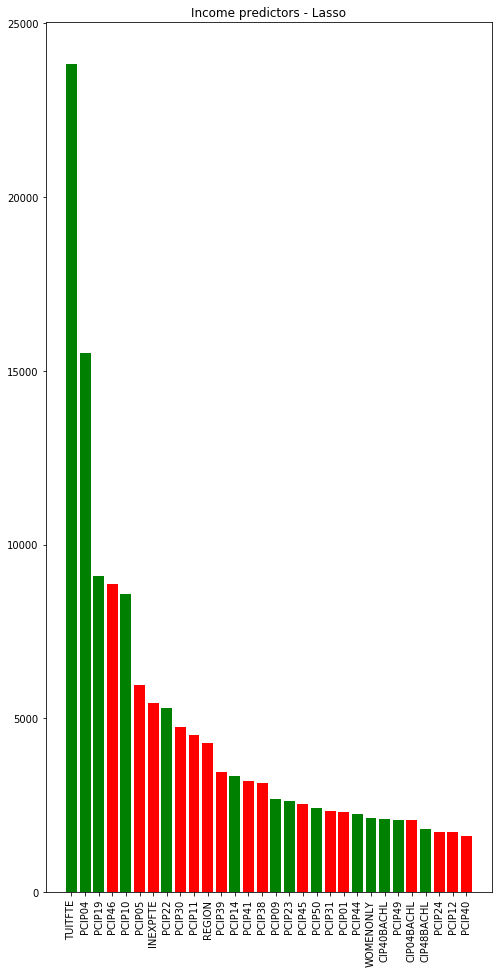 Income predictors - Lasso
25000
20000
15000
10000
5000
0
TUITFTE
PCIP04
PCIP19
PCIP46
PCIP10
PCIP05
INEXPFTE
PCIP22
PCIP30
PCIP11
REGION
PCIP39
PCIP14
PCIP41
PCIP38
PCIP09
PCIP23
PCIP45
PCIP50
PCIP31
PCIP01
PCIP44
WOMENONLY
CIP40BACHL
PCIP49
CIP04BACHL
CIP48BACHL
PCIP24
PCIP12
PCIP40